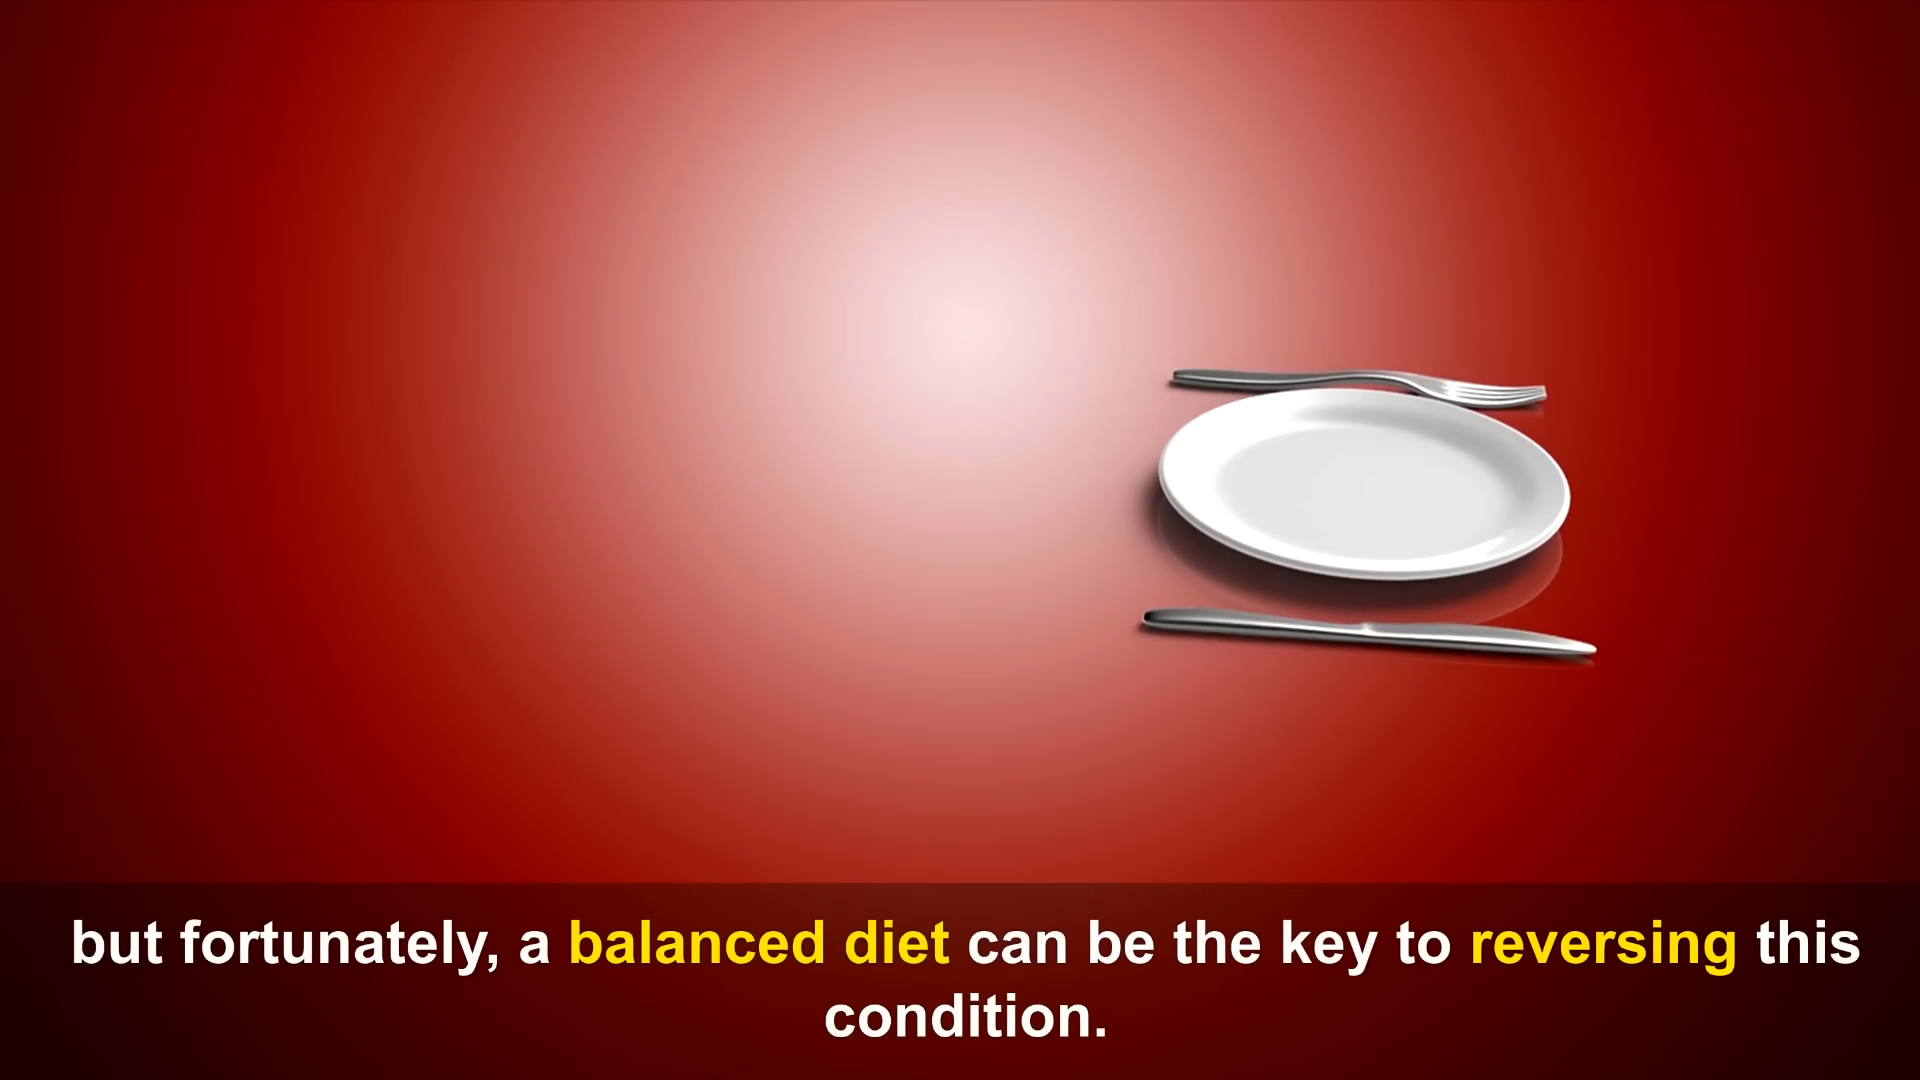 but fortunately, a balanced diet can be the key to reversing this
condition.